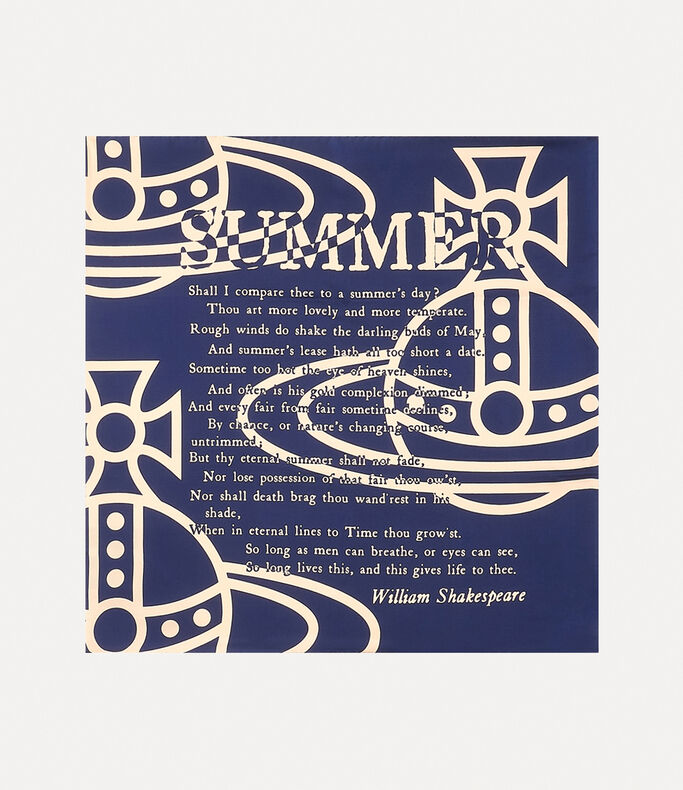 SUMMER
Shall I compare thee to a summer's day?
Thou art more lovely and more temperate.
Rough winds do shake the darling buds of May,
And summer's lease hath all too short a date.
Sometime too hot the eye of heaven shines,
And often is his gold complexion dimmed;
And every fair from fair sometime declines,
By chance, or nature's changing course,
untrimmed;
But thy eternal summer shall not fade,
Nor lose possession of that fair thou ow'st,
Nor shall death brag thou wand'rest in his
shade,
When in eternal lines to Time thou grow'st.
So long as men can breathe, or eyes can see,
So long lives this, and this gives life to thee.
William Shakespeare